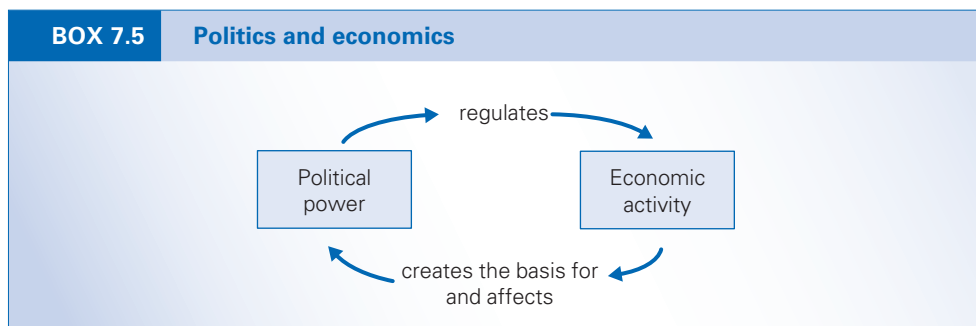 BOX 7.5 Politics and economics
regulates
Political
power
Economic
activity
creates the basis for
and affects